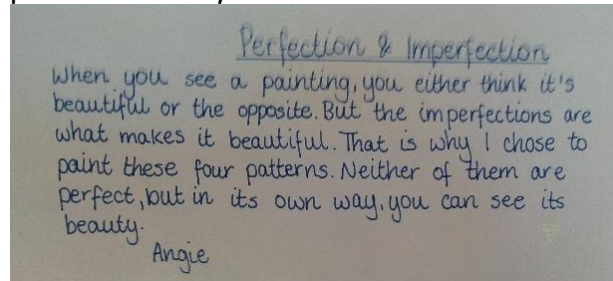 Perfection & Imperfection
When you see a painting, you either think it's
beautiful or the opposite. But the imperfections are
what makes it beautiful. That is why I chose to
paint these four patterns. Neither of them are
perfect, but in its own way, you can see its
beauty.
Angie